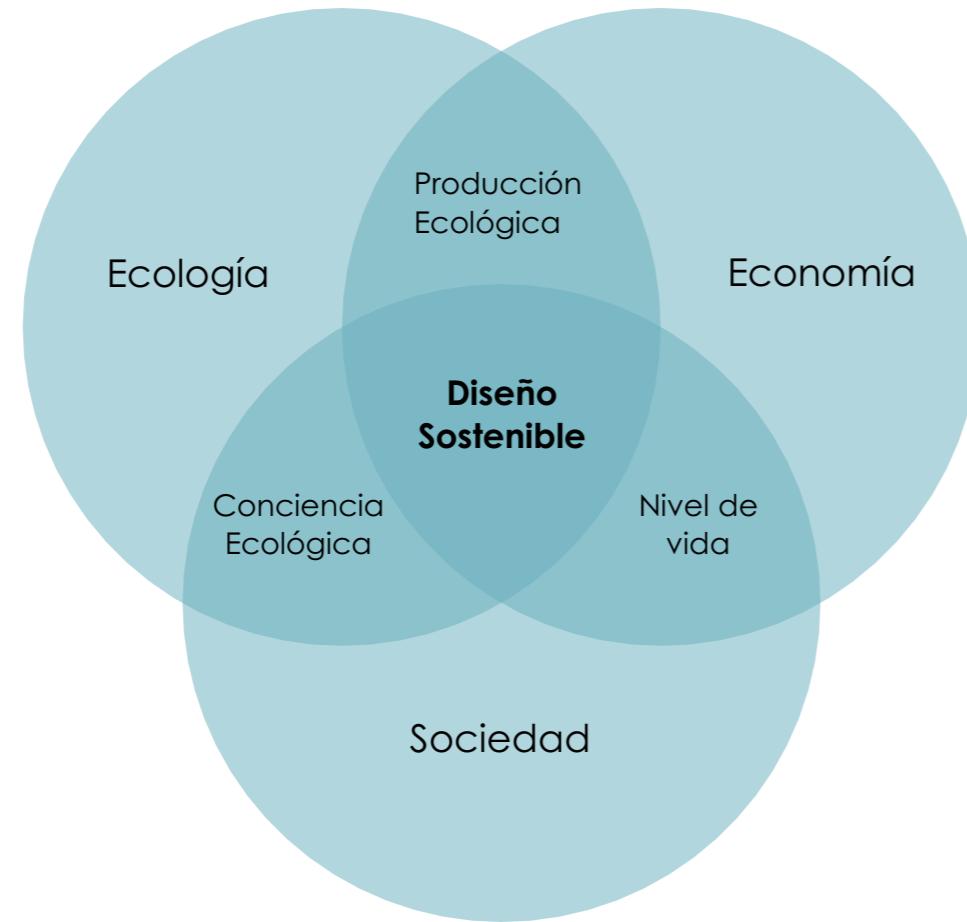 Producción
Ecológica
Ecología
Economía
Diseño
Sostenible
Conciencia
Ecológica
Nivel de
vida
Sociedad